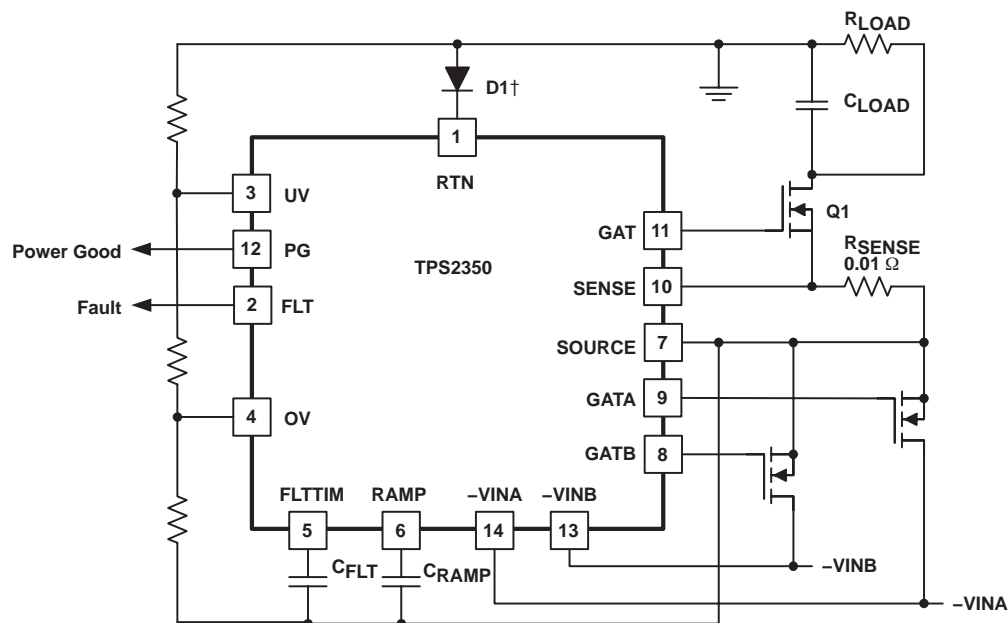 RLOAD
D1†
CLOAD
1
RTN
3
UV
Q1
11
GAT
Power Good
12
PG
RSENSE
0.01 Ω
TPS2350
10
SENSE
Fault
2
FLT
7
SOURCE
9
GATA
4
OV
8
GATB
FLTTIM
RAMP
–VINA
–VINB
5
6
14
13
CFLT
CRAMP
–VINB
–VINA